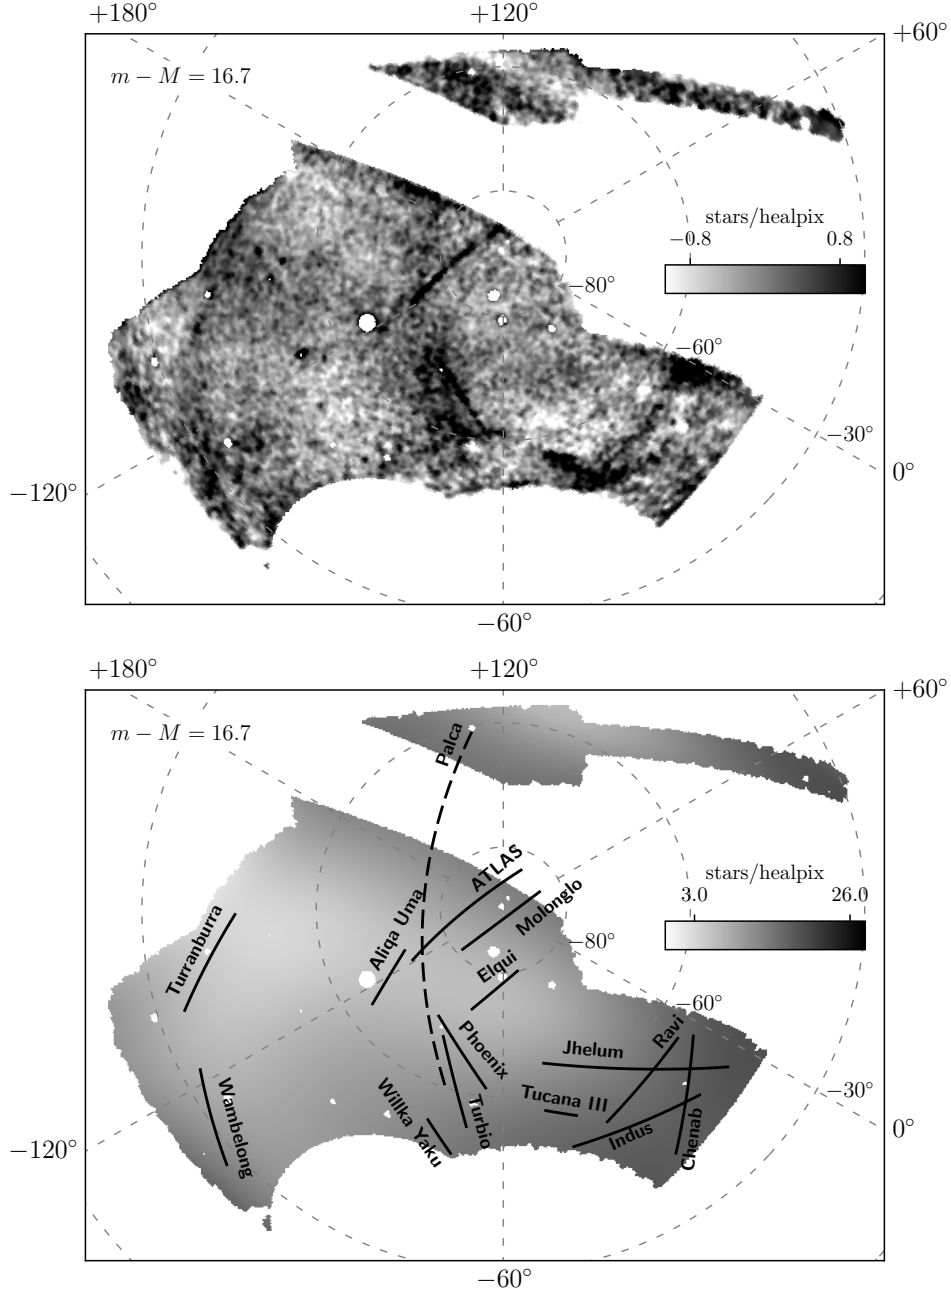 +180° +120°
+60°
m − M = 16.7
stars/healpix
−0.8 0.8
−80°
−60°
−30°
0°
−120°
−60°
+180° +120°
+60°
m − M = 16.7
Palca
ATLAS
stars/healpix
3.0 26.0
Molonglo
Aliqa Uma
Turranburra
−80°
Elqui
−60°
Ravi
Phoenix
Jhelum
−30°
Tucana III
0°
Wambelong
Willka Yaku
Turbio
Indus
Chenab
−120°
−60°